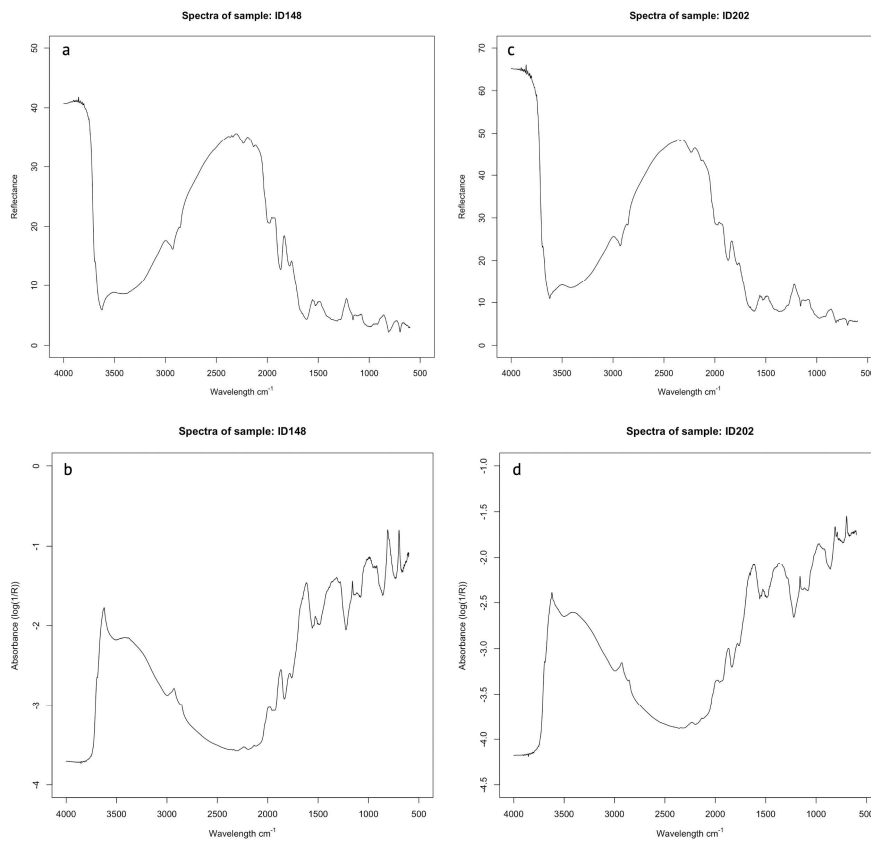 Spectra of sample: ID148
a
50
40
30
20
10
0
Reflectance
4000 3500 3000 2500 2000 1500 1000 500
Wavelength cm-1
Spectra of sample: ID202
c
70
60
50
40
30
20
10
0
Reflectance
4000 3500 3000 2500 2000 1500 1000 500
Wavelength cm-1
Spectra of sample: ID148
b
0
-1
-2
-3
-4
Absorbance (log(1/R))
4000 3500 3000 2500 2000 1500 1000 500
Wavelength cm-1
Spectra of sample: ID202
d
-1.0
-1.5
-2.0
-2.5
-3.0
-3.5
-4.0
-4.5
Absorbance (log(1/R))
4000 3500 3000 2500 2000 1500 1000 500
Wavelength cm-1